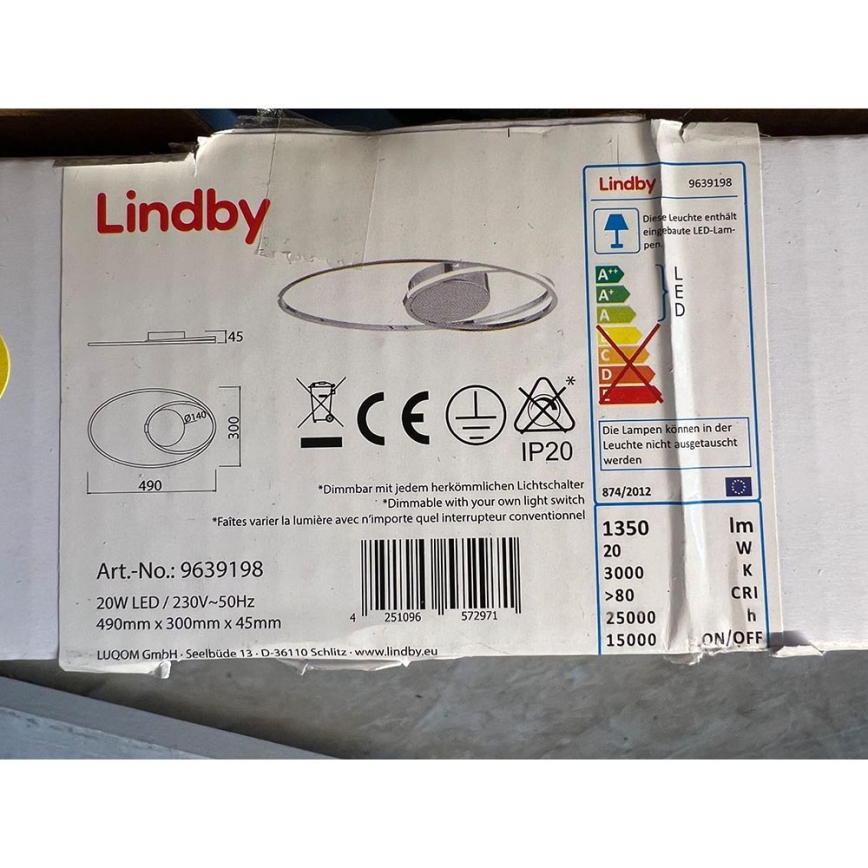 Lindby
45
Ø140
300
490
*
IP20
*Dimmbar mit jedem herkömmlichen Lichtschalter
*Dimmable with your own light switch
*Faîtes varier la lumière avec n'importe quel interrupteur conventionnel
Art.-No.: 9639198
20W LED / 230V~50Hz
490mm x 300mm x 45mm
4 251096 572971
LUQOM GmbH · Seelbüde 13 · D-36110 Schlitz · www.lindby.eu
Lindby 9639198
Diese Leuchte enthält
eingebaute LED-Lam-
pen.
A++
A+
A
C
D
E
L
E
D
Die Lampen können in der
Leuchte nicht ausgetauscht
werden
874/2012
1350 lm
20 W
3000 K
>80 CRI
25000 h
15000 ON/OFF